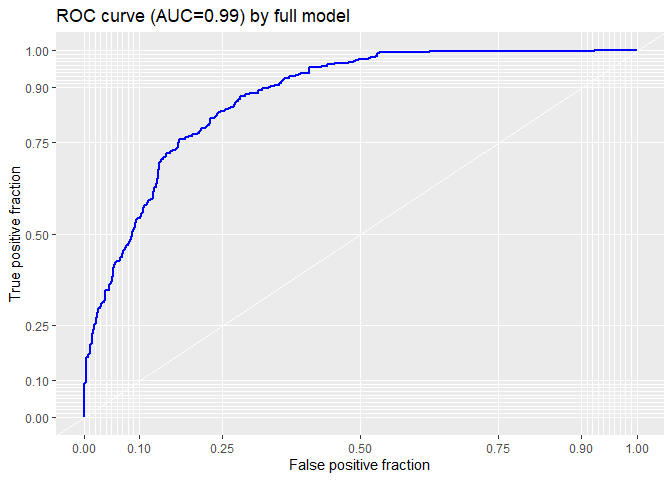 ROC curve (AUC=0.99) by full model
1.00
0.90
0.75
0.50
0.25
0.10
0.00
True positive fraction
0.00 0.10 0.25 0.50 0.75 0.90 1.00
False positive fraction